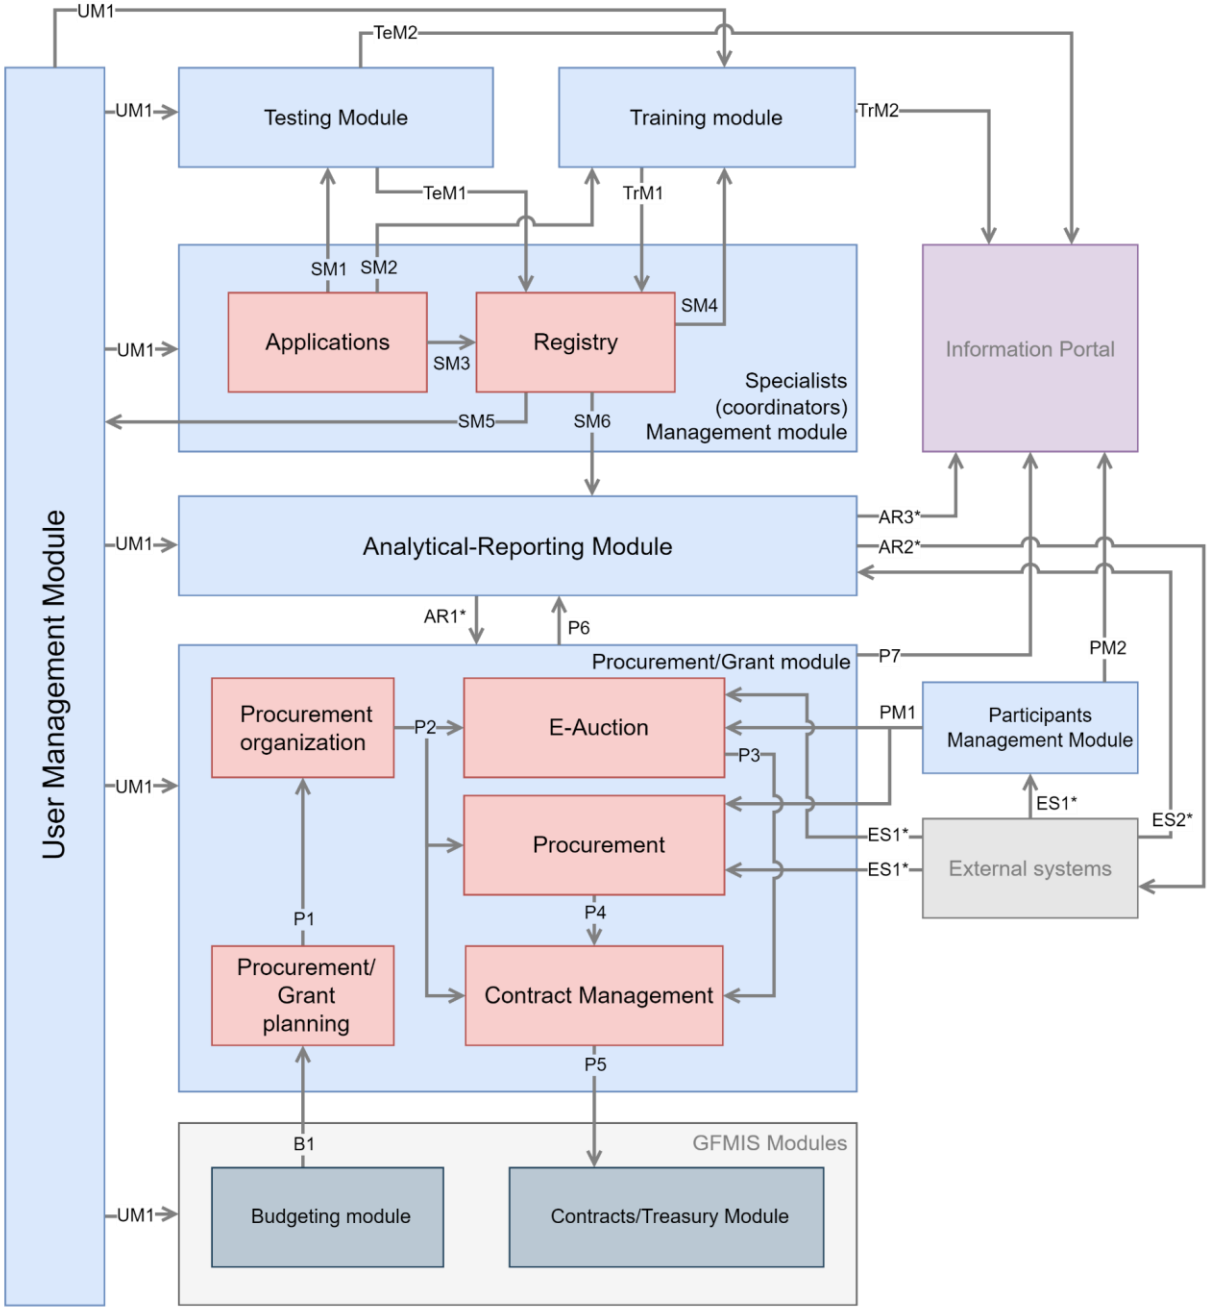 UM1
TeM2
UM1
Testing Module
Training module
TrM2
TeM1
TrM1
SM1
SM2
SM4
Applications
SM3
Registry
UM1
Information Portal
Specialists
(coordinators)
Management module
SM5
SM6
User Management Module
UM1
Analytical-Reporting Module
AR3*
AR2*
AR1*
P6
Procurement/Grant module
P7
PM2
Procurement
organization
P2
E-Auction
PM1
Participants
Management Module
P3
UM1
ES1*
ES2*
Procurement
ES1*
ES1*
External systems
P4
P1
Procurement/
Grant
planning
Contract Management
P5
B1
GFMIS Modules
UM1
Budgeting module
Contracts/Treasury Module